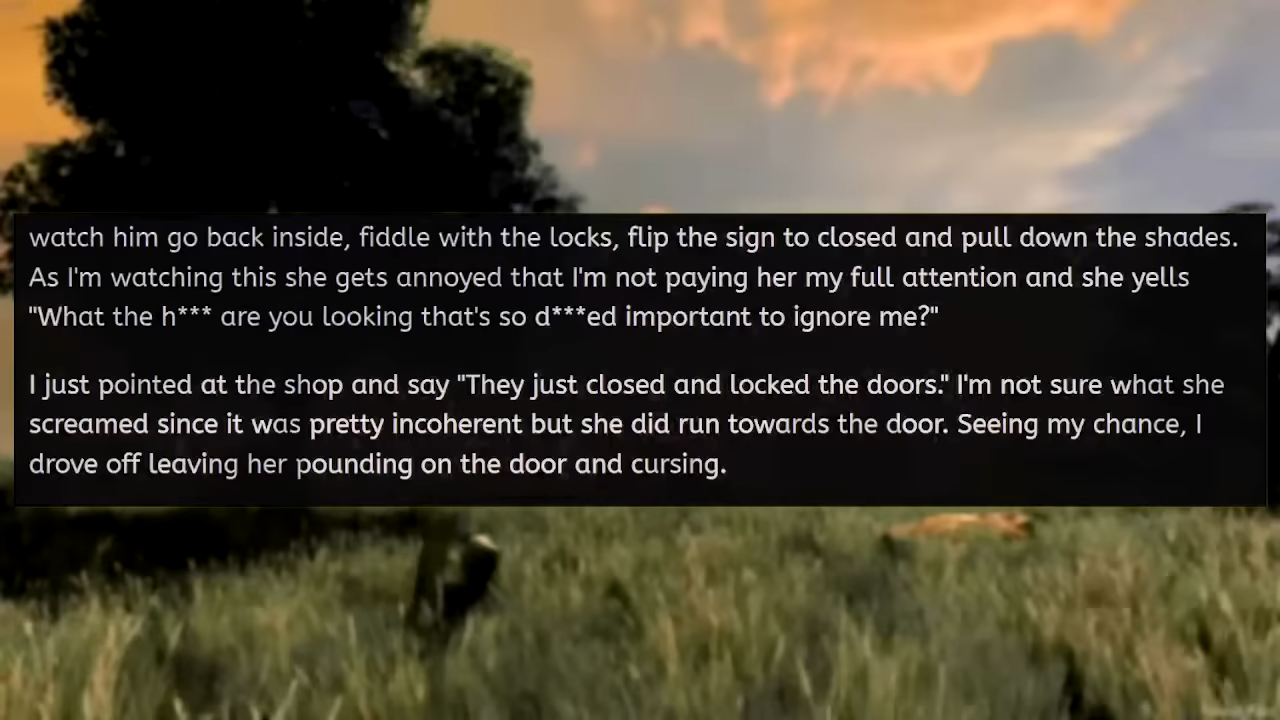 watch him go back inside, fiddle with the locks, flip the sign to closed and pull down the shades.
As I'm watching this she gets annoyed that I'm not paying her my full attention and she yells
"What the h*** are you looking that's so d***ed important to ignore me?"
I just pointed at the shop and say "They just closed and locked the doors." I'm not sure what she
screamed since it was pretty incoherent but she did run towards the door. Seeing my chance, I
drove off leaving her pounding on the door and cursing.